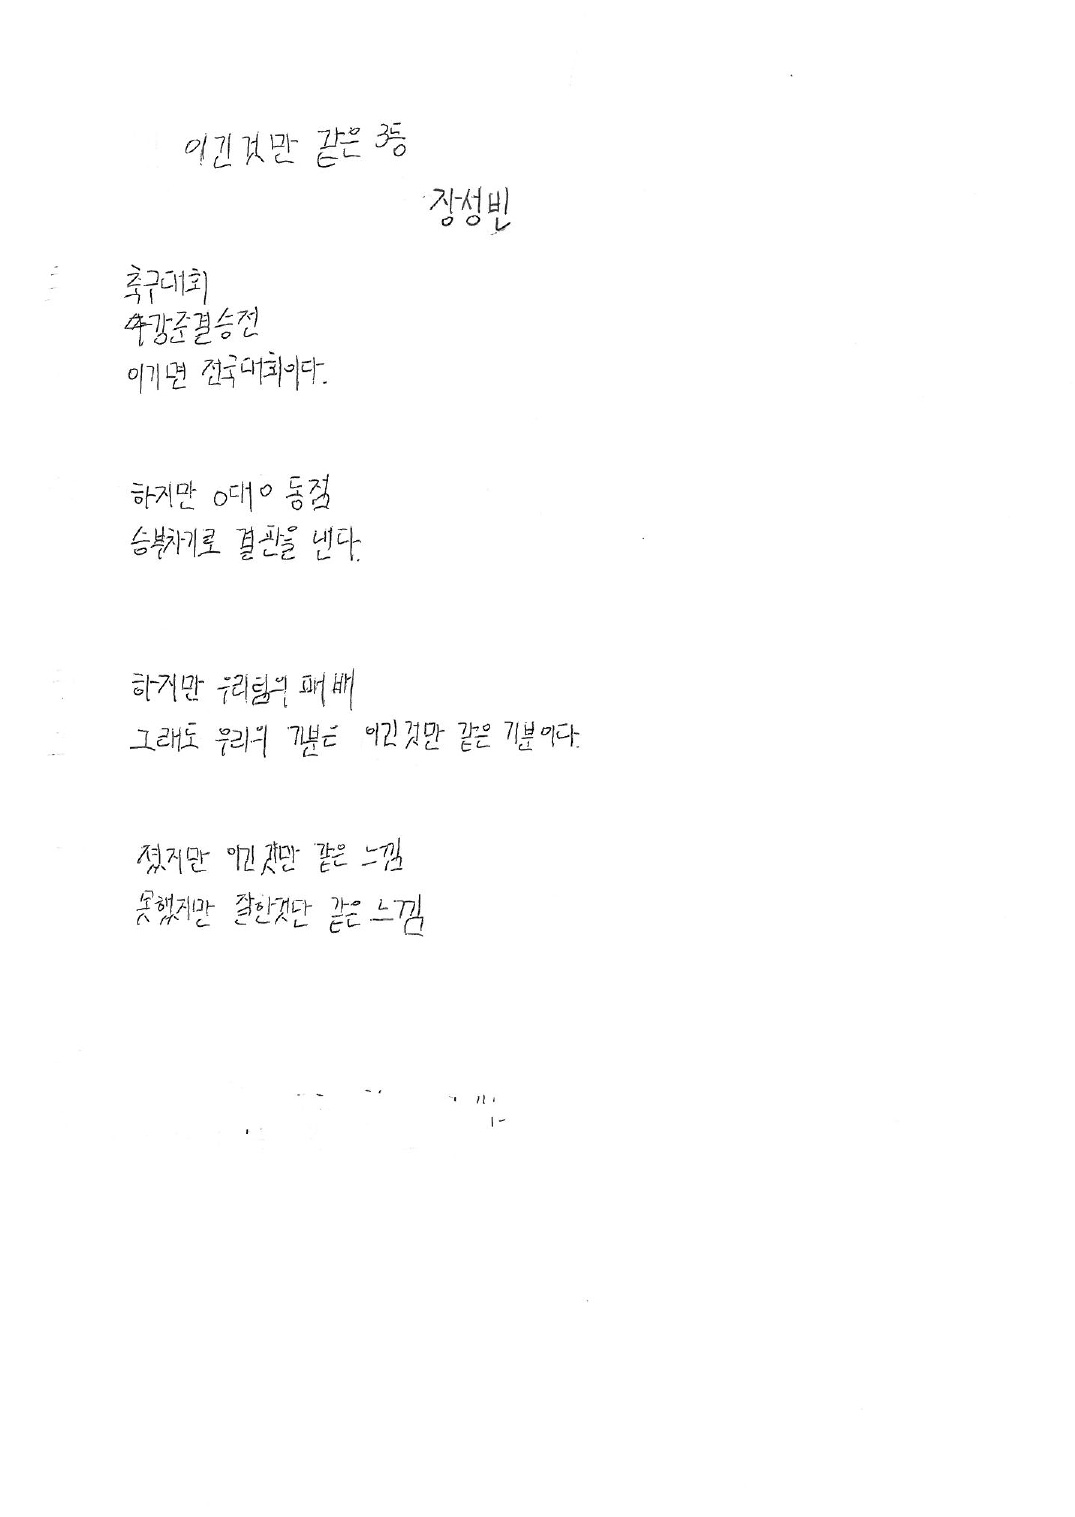 이긴것만 같은 3등
장성빈
축구대회
4강준결승전
이기면 전국대회이다.
하지만 0대0 동점
승부차기로 결판을 낸다.
하지만 우리팀의 패배
그래도 우리의 기분은 이긴것만 같은 기분이다.
졌지만 이긴것만 같은 느낌
못했지만 잘한것만 같은 느낌